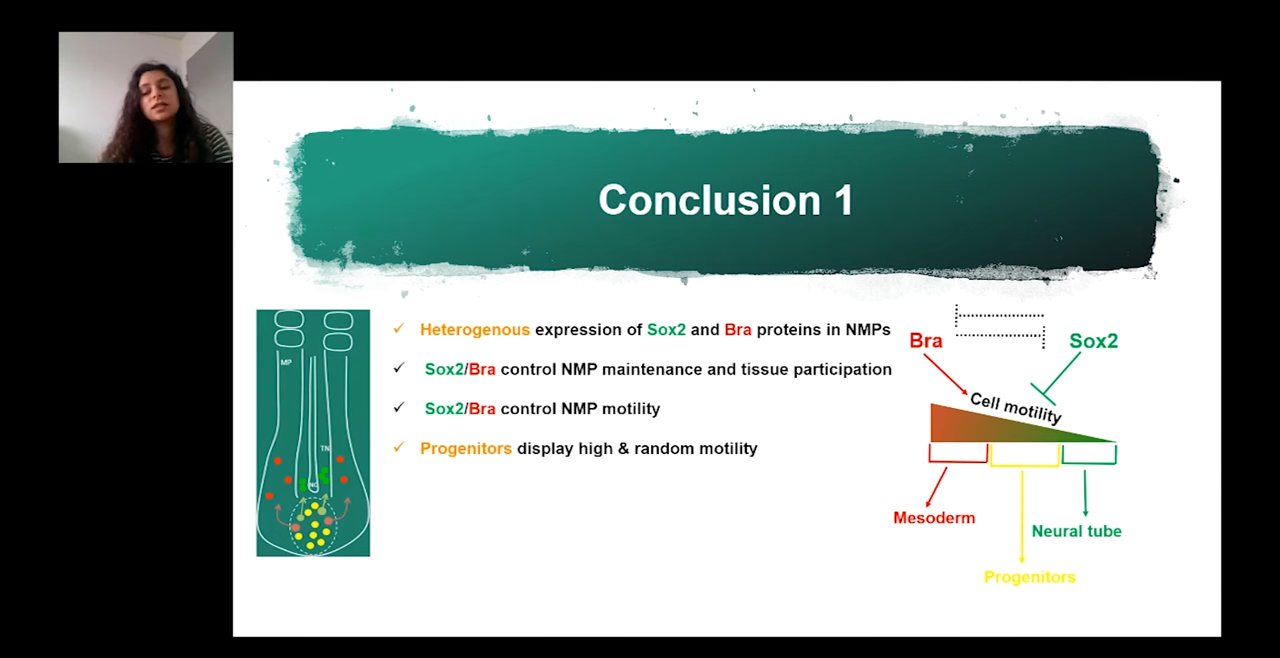 Conclusion 1
MP
TN
NC
Heterogenous expression of Sox2 and Bra proteins in NMPs
Sox2/Bra control NMP maintenance and tissue participation
Sox2/Bra control NMP motility
Progenitors display high & random motility
Bra
Sox2
Cell motility
Mesoderm
Neural tube
Progenitors